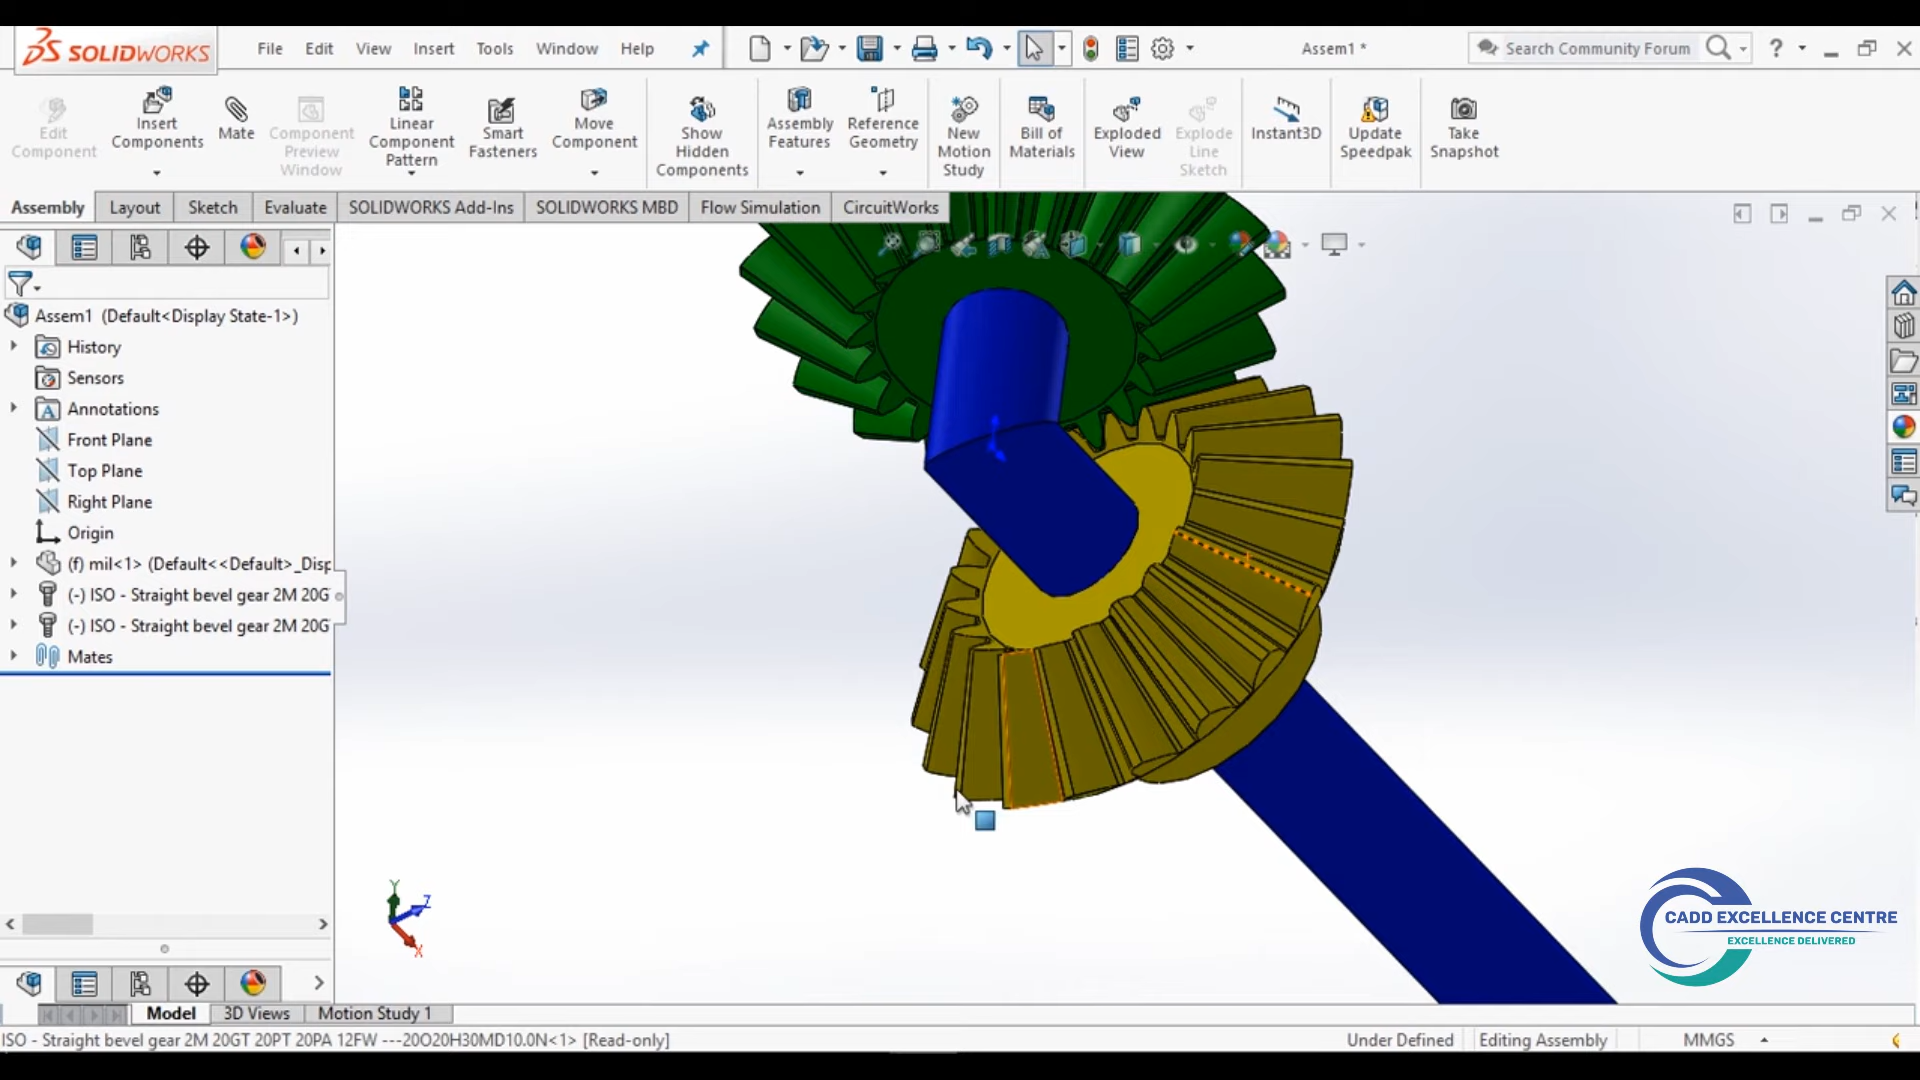 SOLIDWORKS File Edit View Insert Tools Window Help Assem1 * Search Community Forum ?
Edit Component
Insert Components
Mate
Component Preview Window
Linear Component Pattern
Smart Fasteners
Move Component
Show Hidden Components
Assembly Features
Reference Geometry
New Motion Study
Bill of Materials
Exploded View
Explode Line Sketch
Instant3D
Update Speedpak
Take Snapshot
Assembly Layout Sketch Evaluate SOLIDWORKS Add-Ins SOLIDWORKS MBD Flow Simulation CircuitWorks
Assem1 (Default<Display State-1>)
History
Sensors
Annotations
Front Plane
Top Plane
Right Plane
Origin
(f) mil<1> (Default<<Default>_Disp
(-) ISO - Straight bevel gear 2M 20GT
(-) ISO - Straight bevel gear 2M 20GT
Mates
Y
Z
X
CADD EXCELLENCE CENTRE
EXCELLENCE DELIVERED
Model 3D Views Motion Study 1
ISO - Straight bevel gear 2M 20GT 20PT 20PA 12FW ---20O20H30MD10.0N<1> [Read-only] Under Defined Editing Assembly MMGS